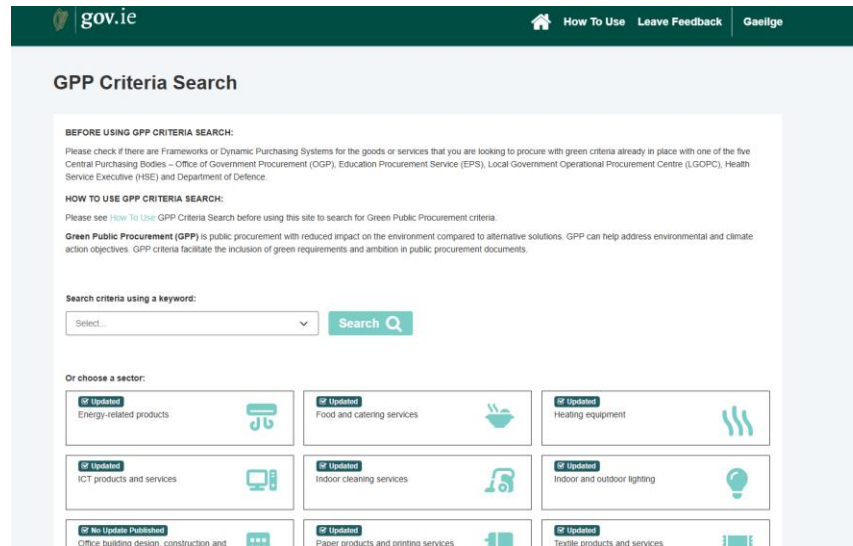 gov.ie
How To Use Leave Feedback Gaeilge
GPP Criteria Search
BEFORE USING GPP CRITERIA SEARCH:
Please check if there are Frameworks or Dynamic Purchasing Systems for the goods or services that you are looking to procure with green criteria already in place with one of the five
Central Purchasing Bodies – Office of Government Procurement (OGP), Education Procurement Service (EPS), Local Government Operational Procurement Centre (LGOPC), Health
Service Executive (HSE) and Department of Defence.
HOW TO USE GPP CRITERIA SEARCH:
Please see How To Use GPP Criteria Search before using this site to search for Green Public Procurement criteria.
Green Public Procurement (GPP) is public procurement with reduced impact on the environment compared to alternative solutions. GPP can help address environmental and climate
action objectives. GPP criteria facilitate the inclusion of green requirements and ambition in public procurement documents.
Search criteria using a keyword:
Select...
Search
Or choose a sector:
Updated
Energy-related products
Updated
Food and catering services
Updated
Heating equipment
Updated
ICT products and services
Updated
Indoor cleaning services
Updated
Indoor and outdoor lighting
No Update Published
Office building design, construction and
Updated
Paper products and printing services
Updated
Textile products and services